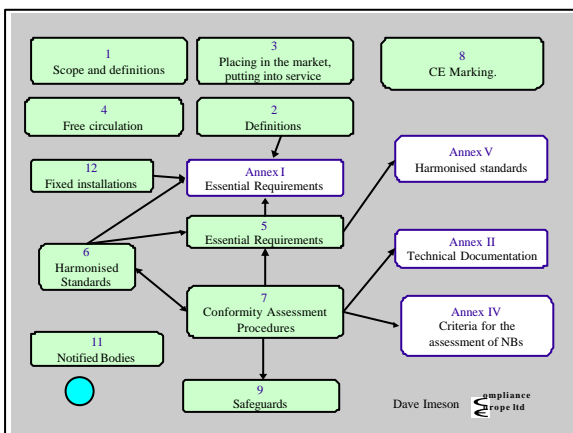 1
Scope and definitions
3
Placing in the market,
putting into service
8
CE Marking.
4
Free circulation
2
Definitions
12
Fixed installations
Annex I
Essential Requirements
Annex V
Harmonised standards
5
Essential Requirements
6
Harmonised
Standards
Annex II
Technical Documentation
7
Conformity Assessment
Procedures
Annex IV
Criteria for the
assessment of NBs
11
Notified Bodies
9
Safeguards
Dave Imeson
ompliance
urope ltd